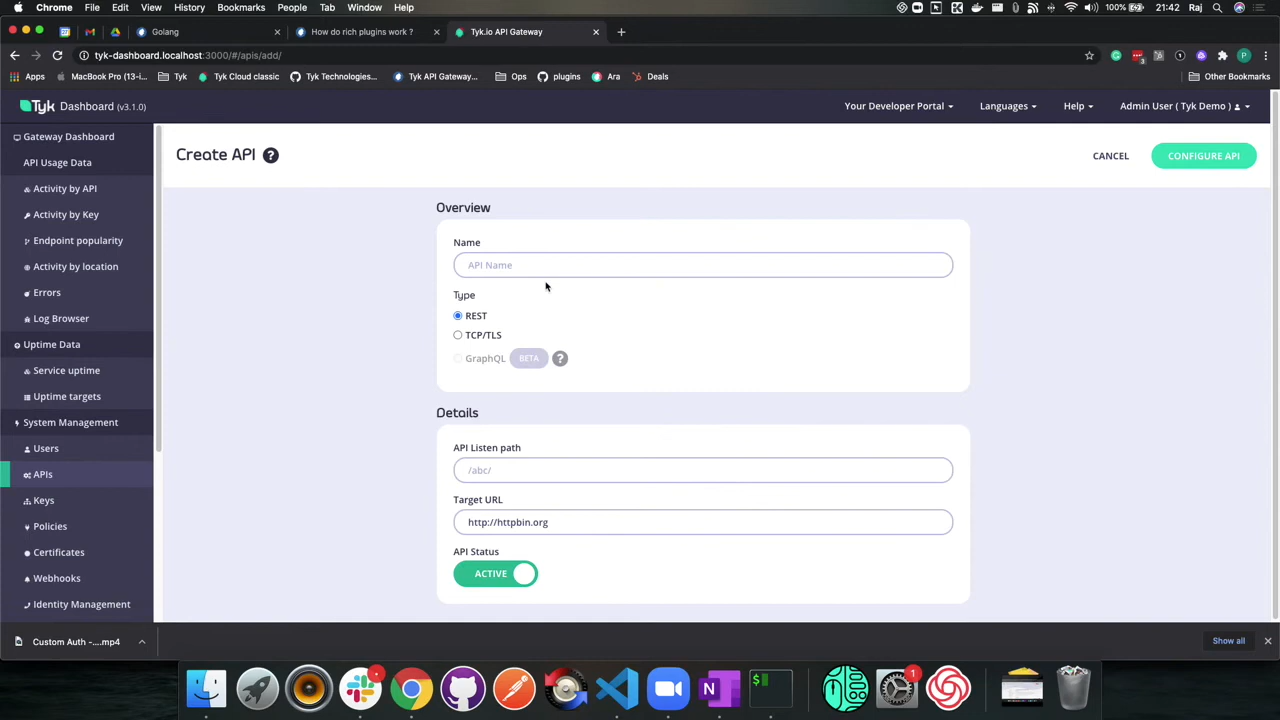 Chrome File Edit View History Bookmarks People Tab Window Help 100% 21:42 Raj
Golang × How do rich plugins work ? × Tyk.io API Gateway × +
tyk-dashboard.localhost:3000/#/apis/add/
Apps MacBook Pro (13-i... Tyk Tyk Cloud classic Tyk Technologies... Tyk API Gateway... Ops plugins Ara Deals Other Bookmarks
Tyk Dashboard (v3.1.0) Your Developer Portal Languages Help Admin User ( Tyk Demo )
Gateway Dashboard
API Usage Data
Activity by API
Activity by Key
Endpoint popularity
Activity by location
Errors
Log Browser
Uptime Data
Service uptime
Uptime targets
System Management
Users
APIs
Keys
Policies
Certificates
Webhooks
Identity Management
Create API ? CANCEL CONFIGURE API
Overview
Name
API Name
Type
REST
TCP/TLS
GraphQL BETA ?
Details
API Listen path
/abc/
Target URL
http://httpbin.org
API Status
ACTIVE
Custom Auth -....mp4 Show all
N $ 1